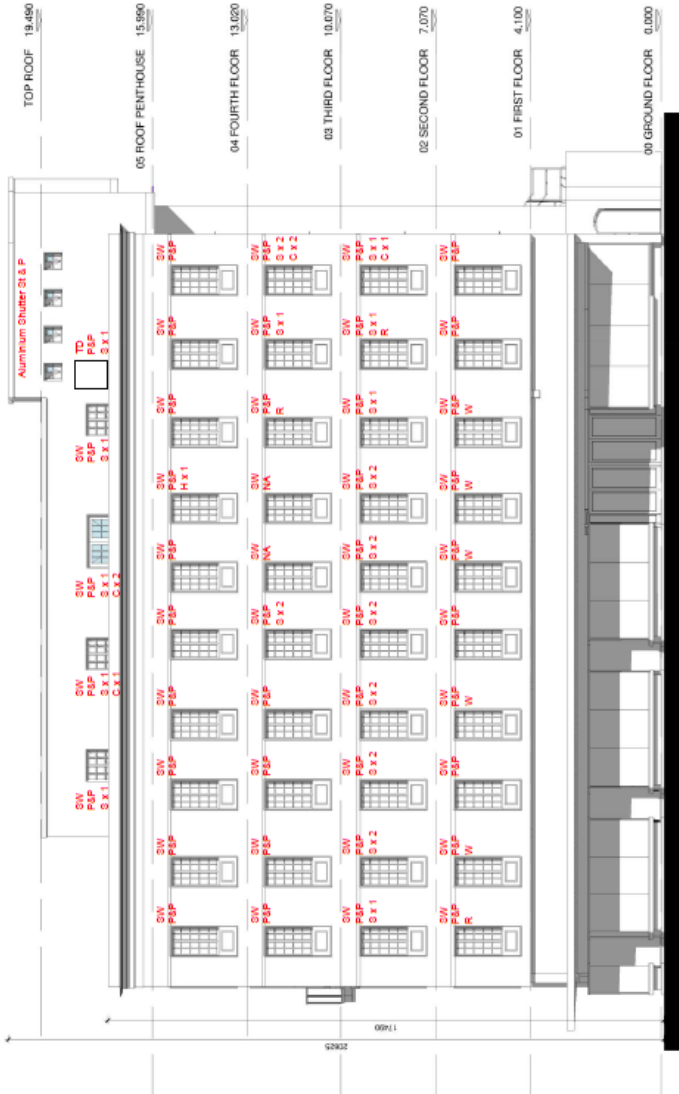 Aluminium Shutter St & P
TOP ROOF 19.490
SW SW SW SW TD
P&P P&P P&P P&P P&P
S x 1 S x 1 S x 1 S x 1 S x 1
C x 1 C x 2
05 ROOF PENTHOUSE 15.990
SW SW SW SW SW SW SW SW SW SW
P&P P&P P&P P&P P&P P&P P&P P&P P&P P&P
H x 1
04 FOURTH FLOOR 13.020
SW SW SW SW SW SW SW SW SW SW
P&P P&P P&P P&P P&P NA NA P&P P&P P&P
S x 2 R S x 1 S x 2
C x 2
03 THIRD FLOOR 10.070
SW SW SW SW SW SW SW SW SW SW
P&P P&P P&P P&P P&P P&P P&P P&P P&P P&P
S x 1 S x 2 S x 2 S x 2 S x 2 S x 2 S x 2 S x 1 S x 1 S x 1
R C x 1
02 SECOND FLOOR 7.070
SW SW SW SW SW SW SW SW SW SW
P&P P&P P&P P&P P&P P&P P&P P&P P&P P&P
R W W W W W
01 FIRST FLOOR 4.100
00 GROUND FLOOR 0.000
17490
20625